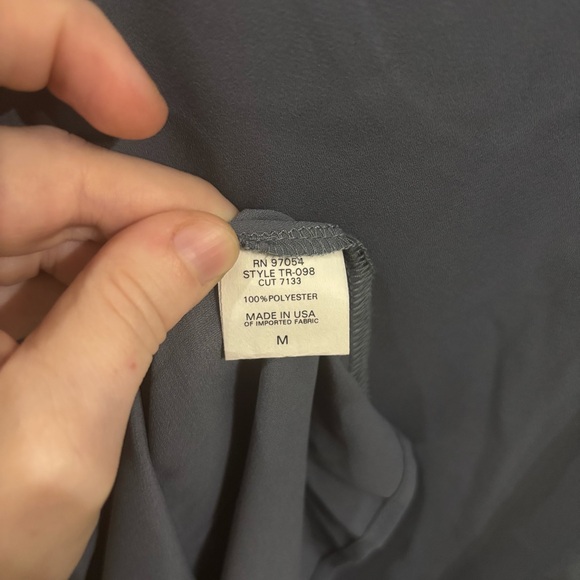 RN 97054
STYLE TR-098
CUT 7133
100%POLYESTER
MADE IN USA
OF IMPORTED FABRIC
M